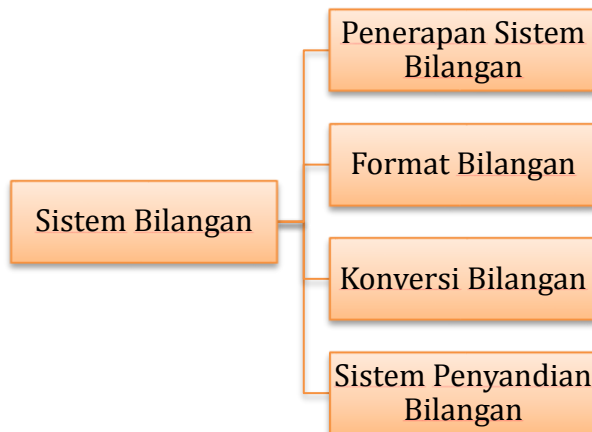 Penerapan Sistem
Bilangan
Format Bilangan
Sistem Bilangan
Konversi Bilangan
Sistem Penyandian
Bilangan